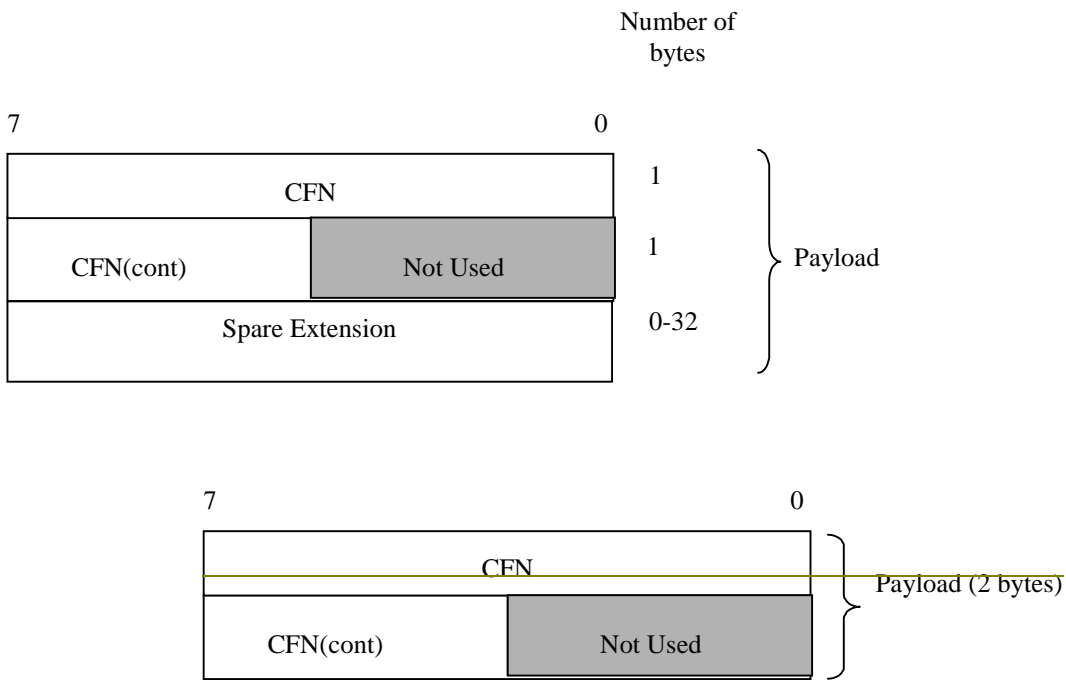 Number of
bytes
7 0
CFN 1
CFN(cont) Not Used 1
Payload
Spare Extension 0-32
7 0
CFN
Payload (2 bytes)
CFN(cont) Not Used